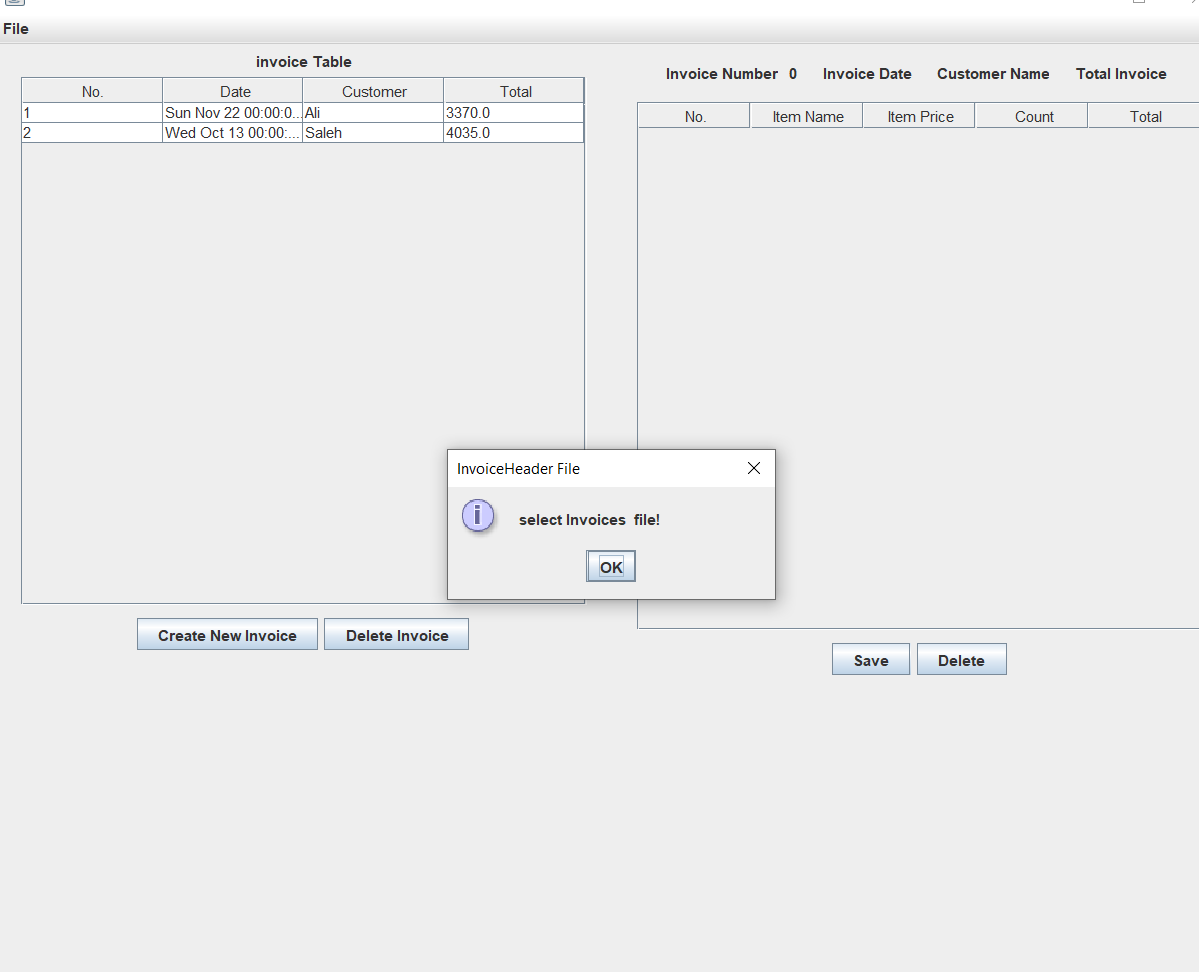 File
invoice Table
No. Date Customer Total
1 Sun Nov 22 00:00:0... Ali 3370.0
2 Wed Oct 13 00:00:... Saleh 4035.0
Create New Invoice Delete Invoice
Invoice Number 0 Invoice Date Customer Name Total Invoice
No. Item Name Item Price Count Total
Save Delete
InvoiceHeader File
i
select Invoices file!
OK